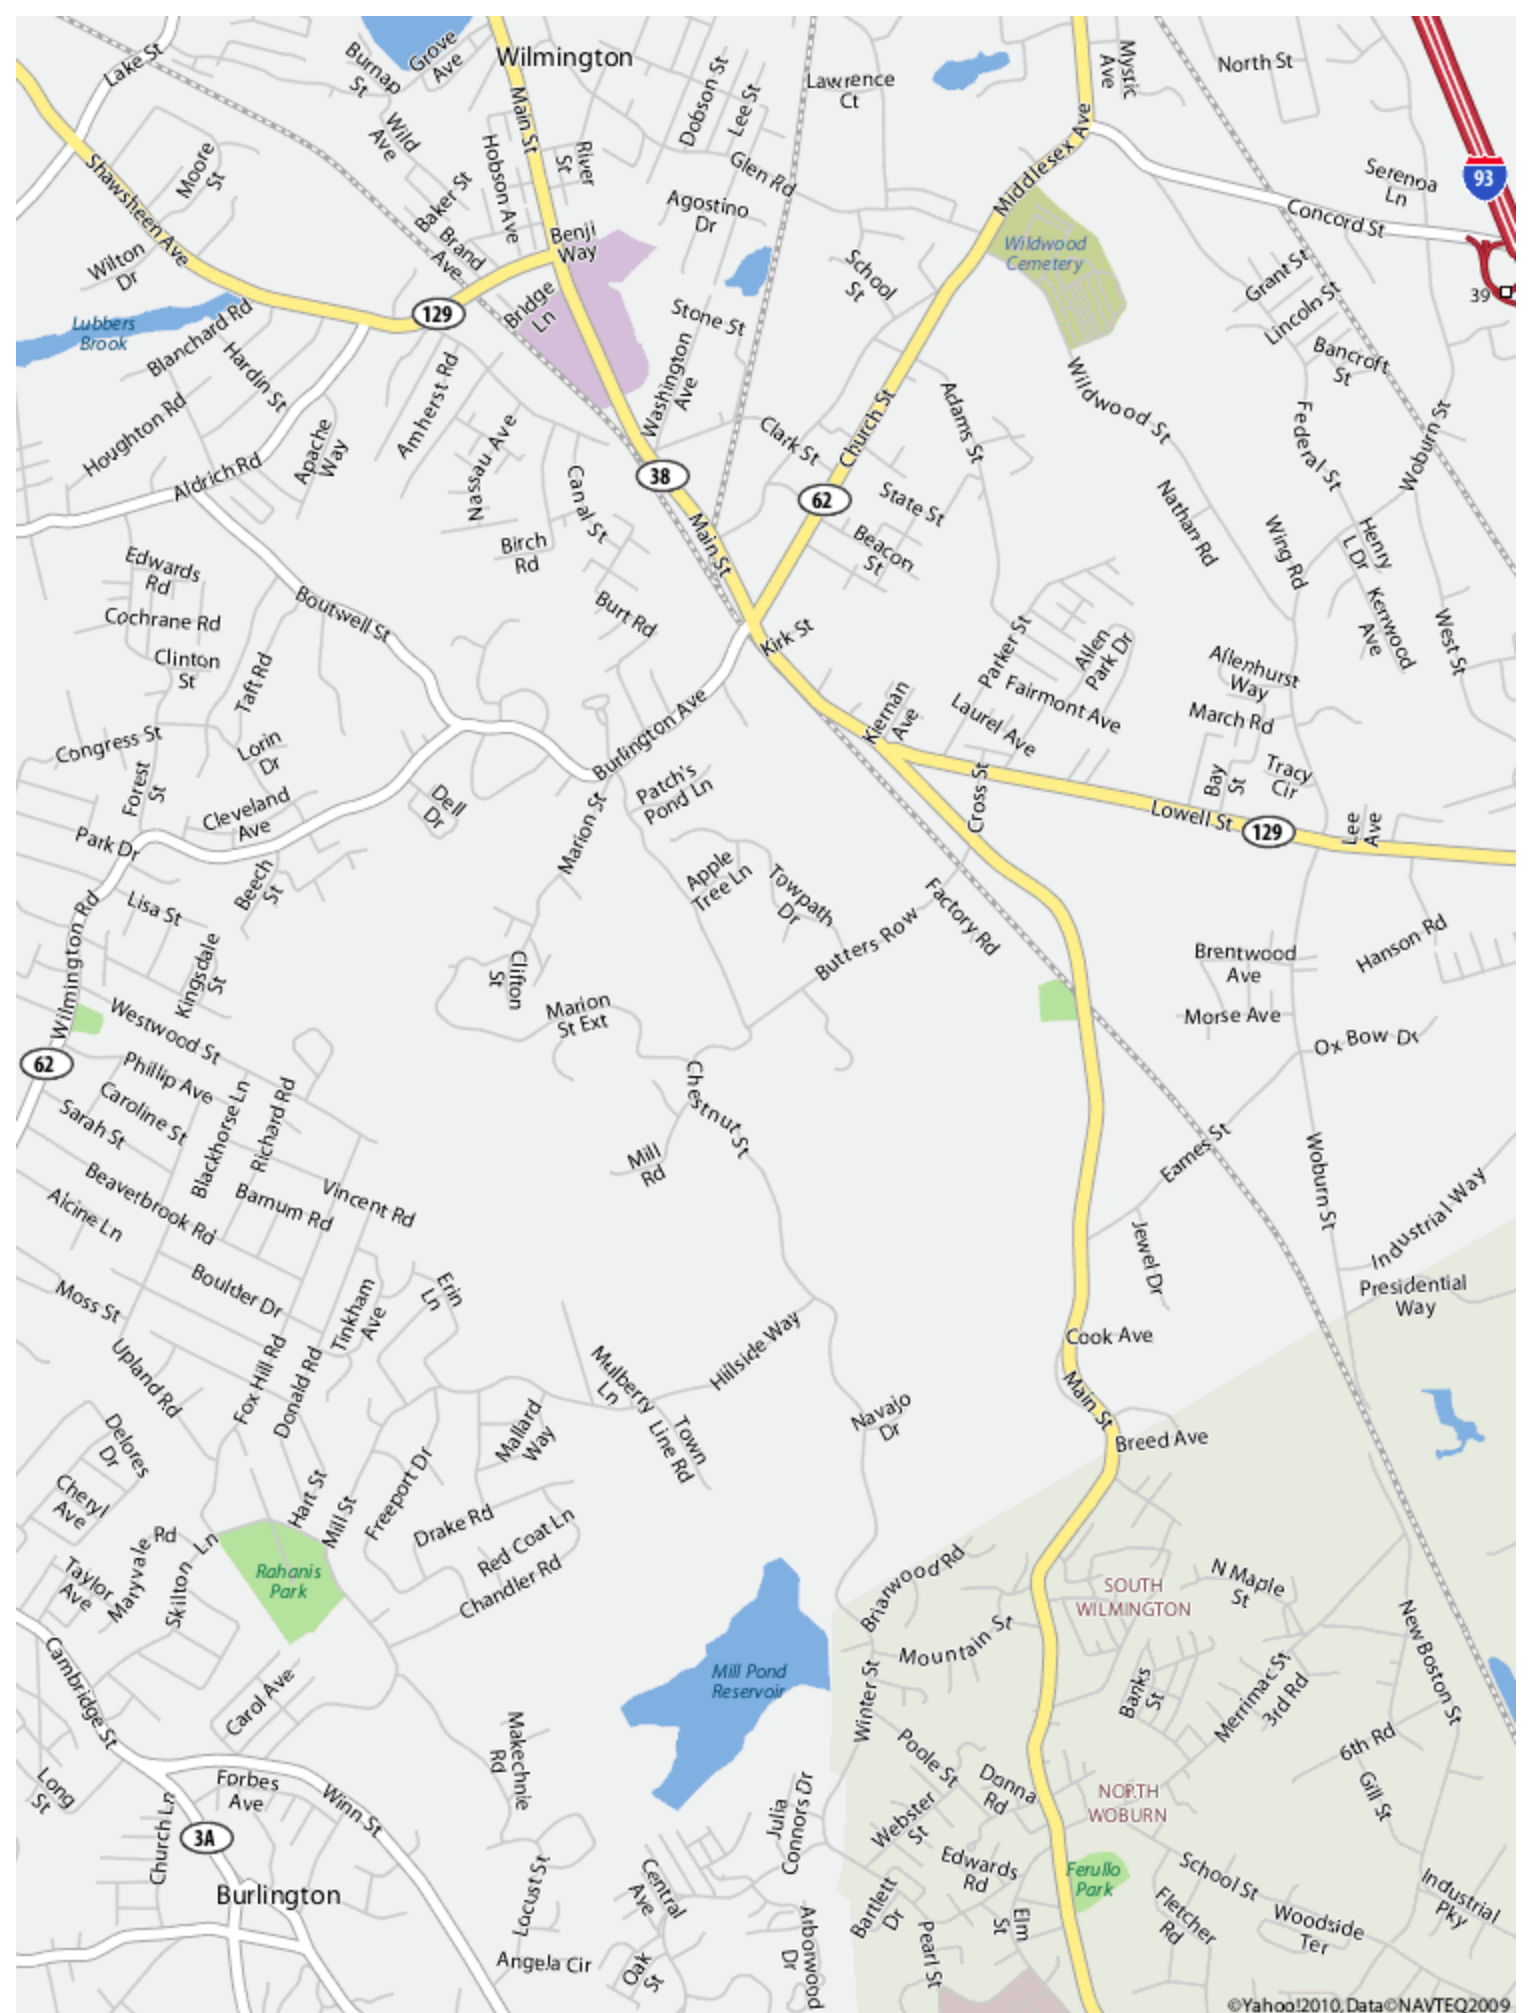 Lake St
Burnap
St
Grove
Ave
Wilmington
Main St
Dobson St
Lee St
Lawrence
Ct
Mystic
Ave
North St
93
Wild
Ave
Hobson Ave
River
St
Glen Rd
Middlesex Ave
Serenoa
Ln
Concord St
Shawsheen Ave
Moore
St
Baker St
Brand
Ave
Benji
Way
Agostino
Dr
Wildwood
Cemetery
School
St
Grant St
39
Wilton
Dr
129
Bridge
Ln
Stone St
Lincoln St
Lubbers
Brook
Blanchard Rd
Hardin St
Bancroft
St
Amherst Rd
Washington
Ave
Wildwood St
Houghton Rd
Apache
Way
Nassau Ave
Clark St
Church St
Adams St
Federal St
Woburn St
Aldrich Rd
38
Canal St
62
State St
Nathan Rd
Main St
Birch
Rd
Beacon
St
Wing Rd
Henry
L Dr
Edwards
Rd
Cochrane Rd
Boutwell St
Burt Rd
Kirk St
Kenwood
Ave
West St
Clinton
St
Taft Rd
Parker St
Allen
Park Dr
Allenhurst
Way
Fairmont Ave
March Rd
Burlington Ave
Kiernan
Ave
Laurel Ave
Congress St
Lorin
Dr
Forest
St
Cleveland
Ave
Dell
Dr
Patch's
Pond Ln
Cross St
Bay
St
Tracy
Cir
Lowell St
129
Lee
Ave
Park Dr
Marion St
Beech
St
Apple
Tree Ln
Towpath
Dr
Factory Rd
Lisa St
Butters Row
Wilmington Rd
Kingsdale
St
Clifton
St
Marion
St Ext
Brentwood
Ave
Hanson Rd
Morse Ave
Ox Bow Dr
Westwood St
62
Phillip Ave
Caroline St
Sarah St
Blackhorse Ln
Richard Rd
Chestnut St
Mill
Rd
Eames St
Woburn St
Industrial Way
Beaverbrook Rd
Alcine Ln
Barnum Rd
Vincent Rd
Jewel Dr
Presidential
Way
Moss St
Boulder Dr
Tinkham
Ave
Erin
Ln
Cook Ave
Upland Rd
Fox Hill Rd
Donald Rd
Mulberry
Ln
Hillside Way
Main St
Breed Ave
Delores
Dr
Mallard
Way
Town
Line Rd
Navajo
Dr
Cheryl
Ave
Hart St
Mill St
Freeport Dr
Drake Rd
Red Coat Ln
Chandler Rd
Taylor
Ave
Maryvale Rd
Skilton Ln
Rahanis
Park
Briarwood Rd
SOUTH
WILMINGTON
N Maple
St
Mountain St
New Boston St
Cambridge St
Carol Ave
Mill Pond
Reservoir
Winter St
Banks
St
Merrimac St
3rd Rd
Makechnie
Rd
Poole St
Donna
Rd
6th Rd
Long
St
Forbes
Ave
Winn St
NORTH
WOBURN
Gill St
Church Ln
3A
Julia
Connors Dr
Webster
St
Edwards
Rd
Ferullo
Park
School St
Burlington
Locust St
Central
Ave
Bartlett
Dr
Elm
St
Fletcher
Rd
Woodside
Ter
Industrial
Pky
Angela Cir
Oak
St
Arborwood
Dr
Pearl St
©Yahoo!2010, Data©NAVTEQ2009